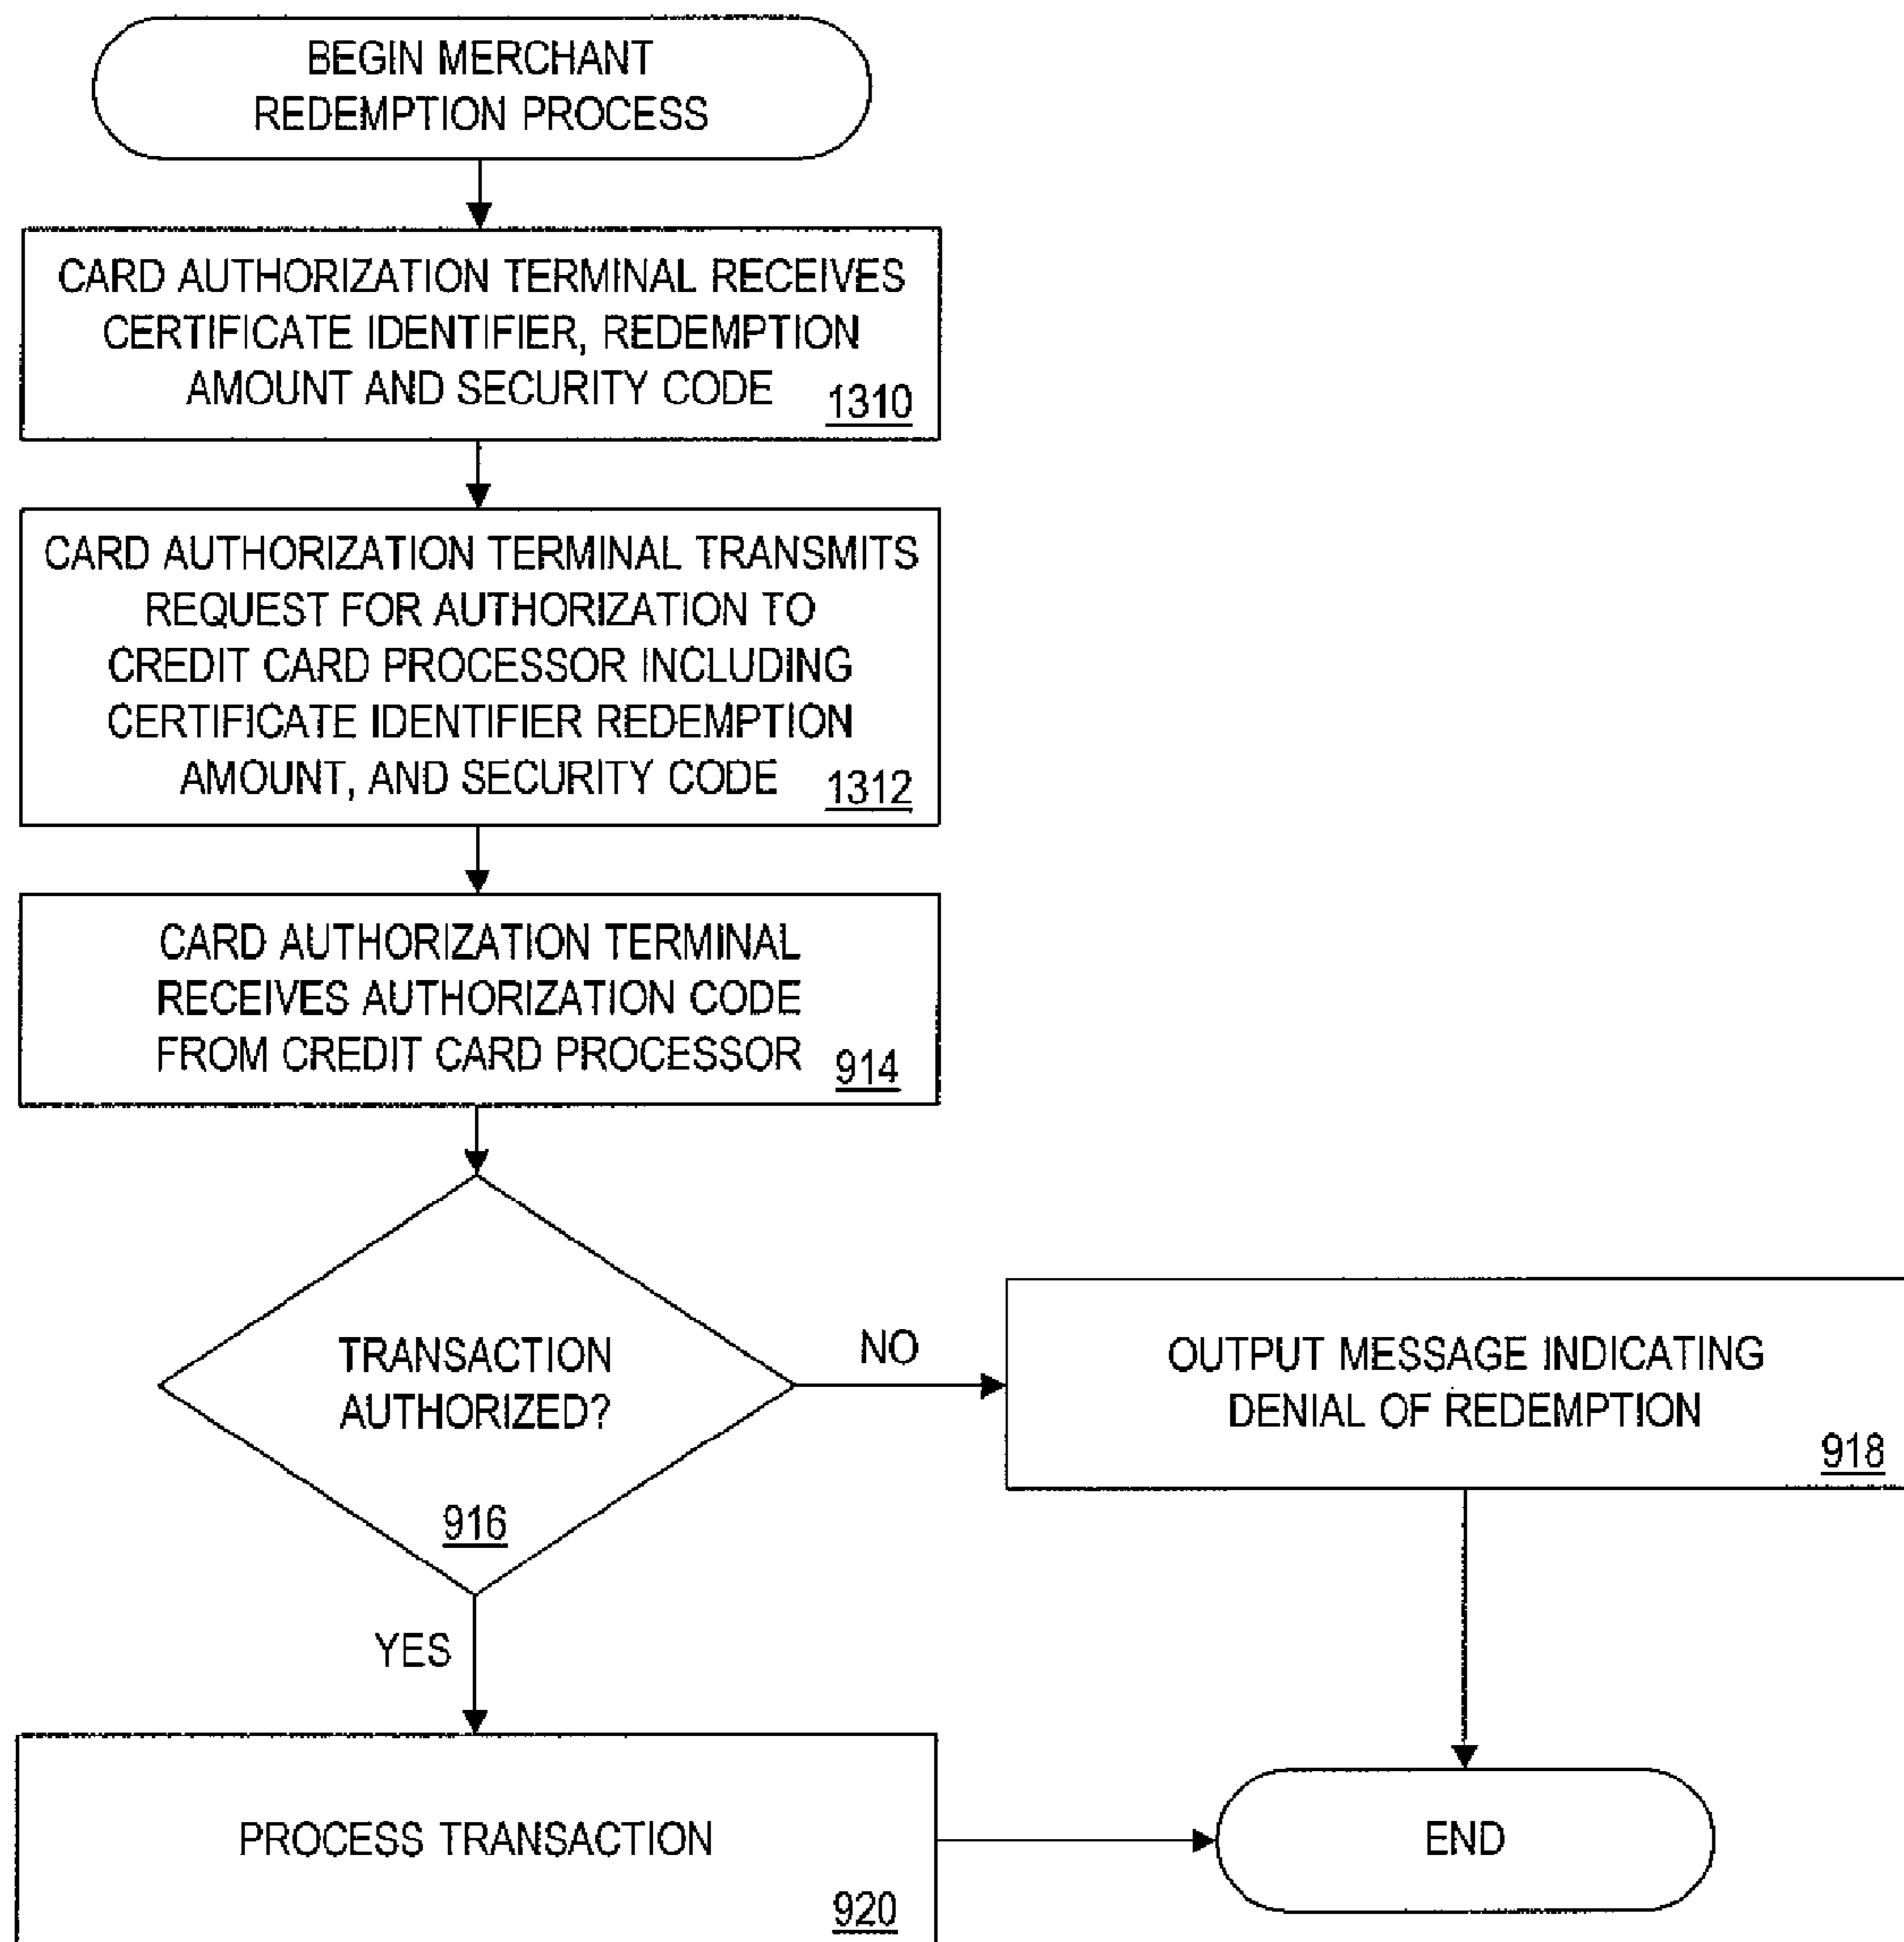 BEGIN MERCHANT
REDEMPTION PROCESS
CARD AUTHORIZATION TERMINAL RECEIVES
CERTIFICATE IDENTIFIER, REDEMPTION
AMOUNT AND SECURITY CODE
1310
CARD AUTHORIZATION TERMINAL TRANSMITS
REQUEST FOR AUTHORIZATION TO
CREDIT CARD PROCESSOR INCLUDING
CERTIFICATE IDENTIFIER REDEMPTION
AMOUNT, AND SECURITY CODE
1312
CARD AUTHORIZATION TERMINAL
RECEIVES AUTHORIZATION CODE
FROM CREDIT CARD PROCESSOR
914
TRANSACTION
AUTHORIZED?
916
NO
OUTPUT MESSAGE INDICATING
DENIAL OF REDEMPTION
918
YES
PROCESS TRANSACTION
920
END